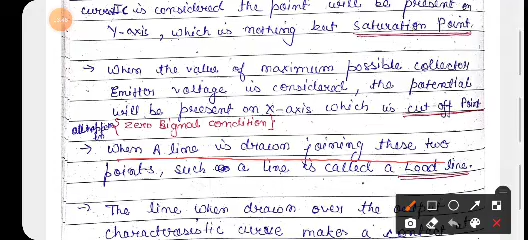 current IC is considered the point will be present on
Y-axis, which is nothing but saturation Point.
→ When the value of maximum possible collector
Emitter voltage is considered, the potential
will be present on X-axis which is cut off Point
{zero Signal condition}
→ When A line is drawn joining these two
points, such a line is called a Load line.
→ The line when drawn over the
characteristic curve makes a